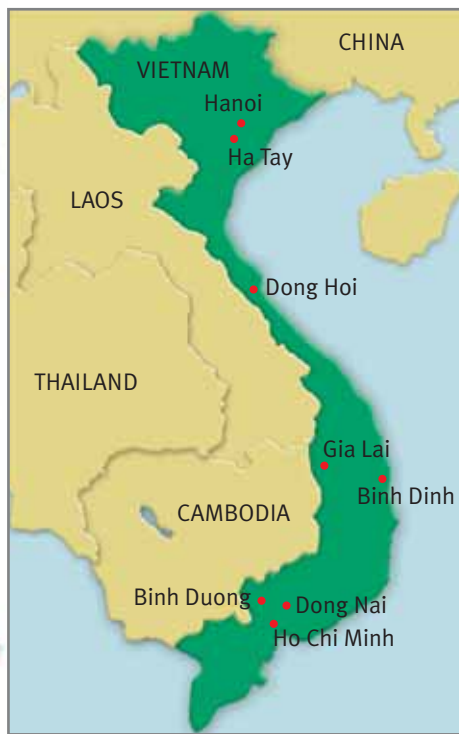 CHINA
VIETNAM
Hanoi
Ha Tay
LAOS
Dong Hoi
THAILAND
Gia Lai
Binh Dinh
CAMBODIA
Binh Duong
Dong Nai
Ho Chi Minh